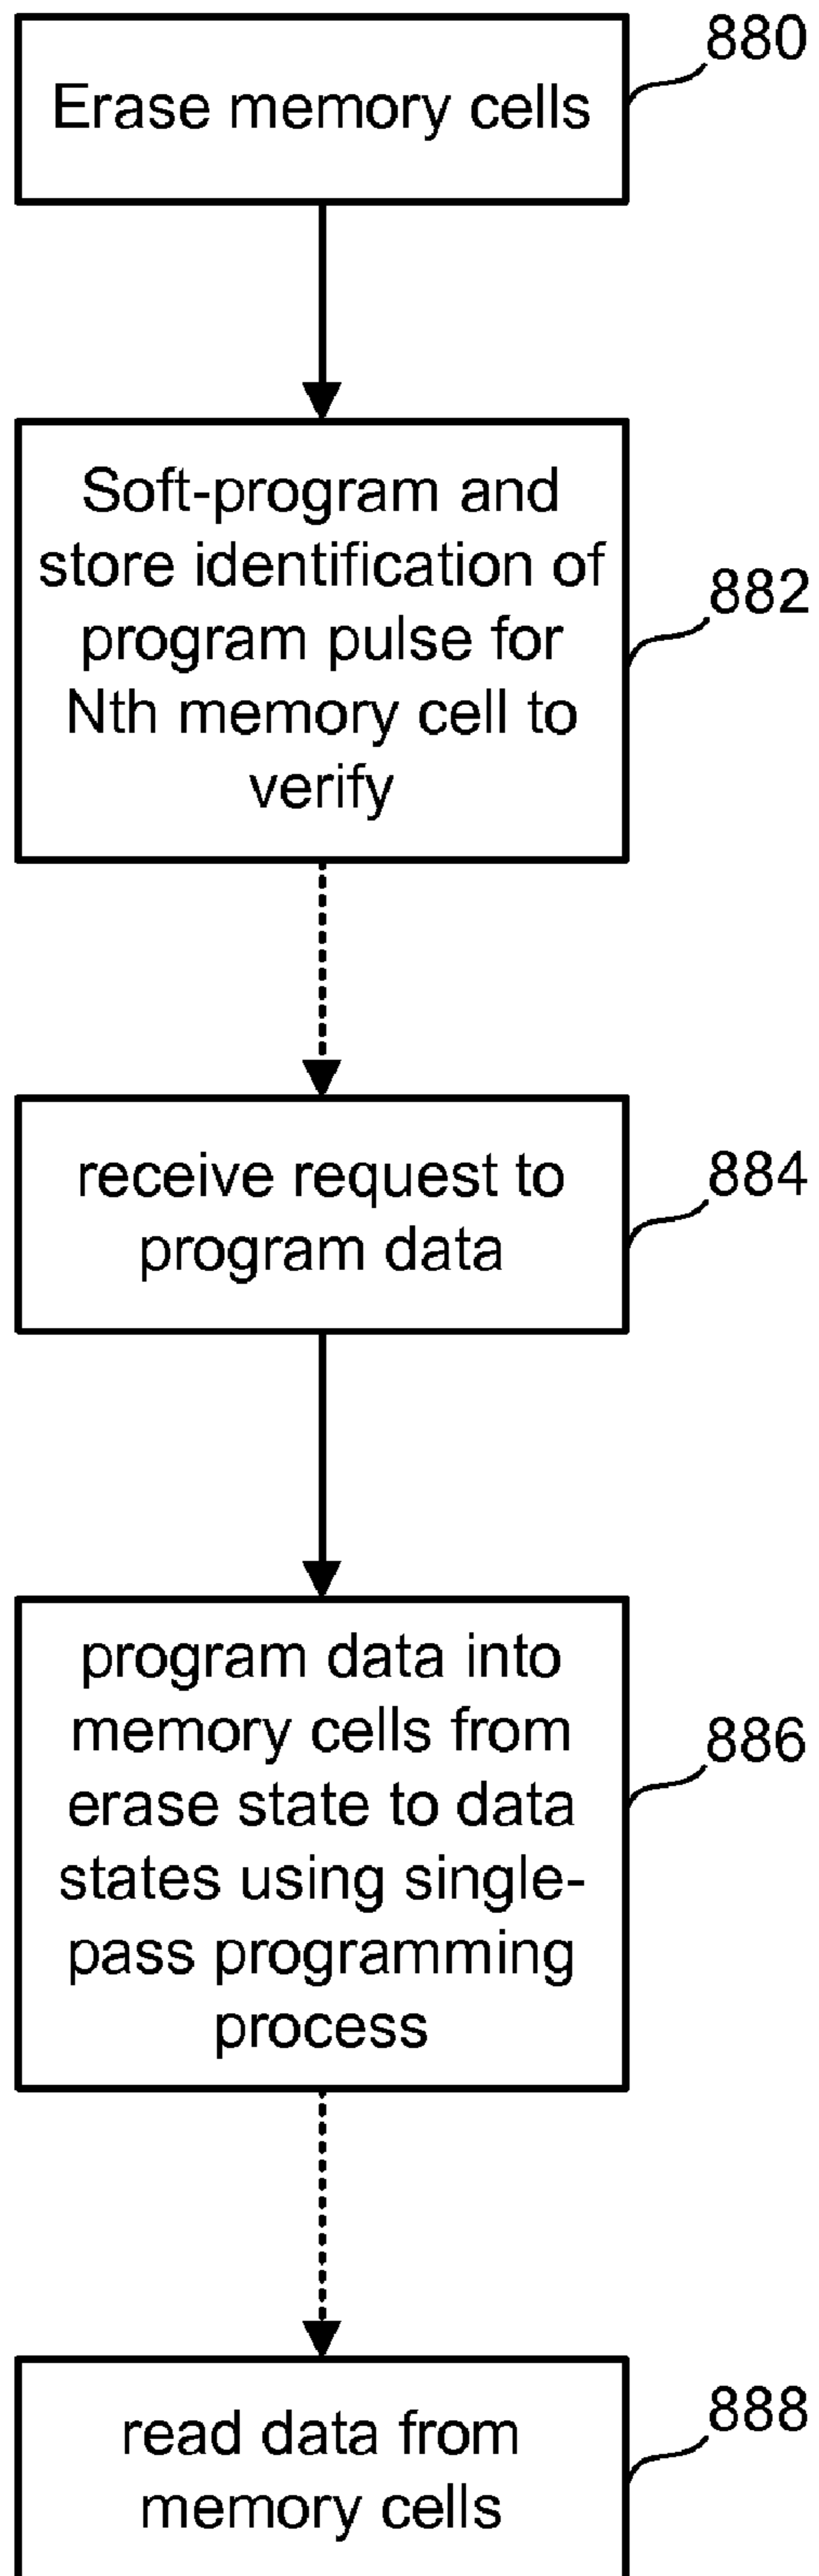 880
Erase memory cells
Soft-program and
store identification of
program pulse for
Nth memory cell to
verify
882
receive request to
program data
884
program data into
memory cells from
erase state to data
states using single-
pass programming
process
886
read data from
memory cells
888